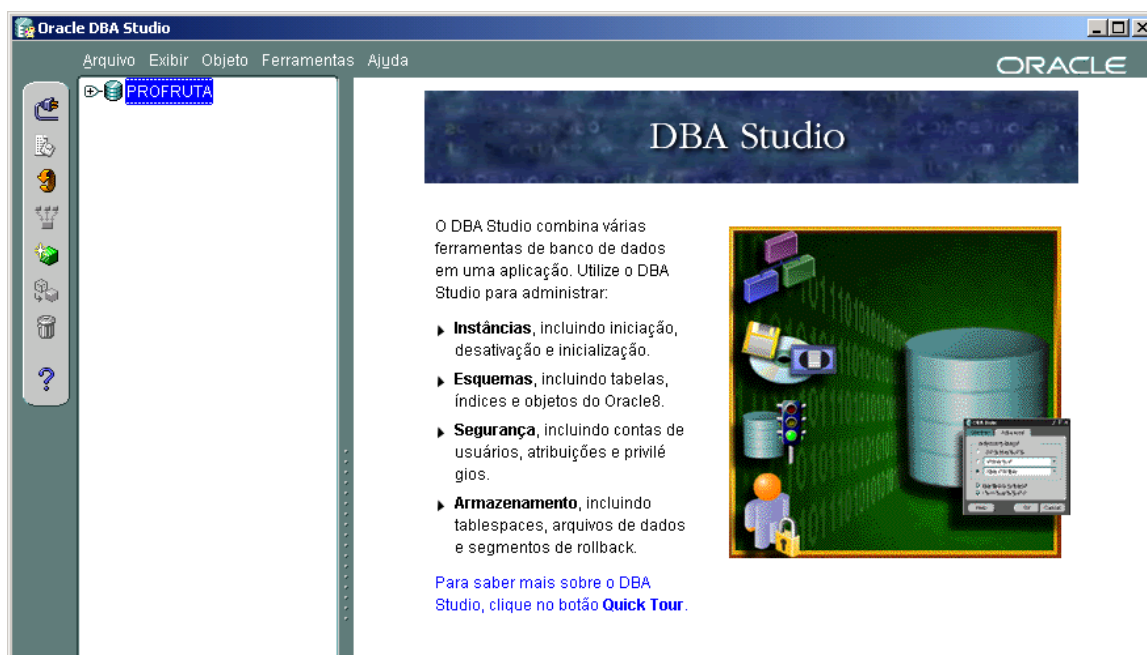 Oracle DBA Studio
Arquivo Exibir Objeto Ferramentas Ajuda
ORACLE
PROFRUTA
DBA Studio
O DBA Studio combina várias
ferramentas de banco de dados
em uma aplicação. Utilize o DBA
Studio para administrar:
Instâncias, incluindo iniciação,
desativação e inicialização.
Esquemas, incluindo tabelas,
índices e objetos do Oracle8.
Segurança, incluindo contas de
usuários, atribuições e privilé
gios.
Armazenamento, incluindo
tablespaces, arquivos de dados
e segmentos de rollback.
Para saber mais sobre o DBA
Studio, clique no botão Quick Tour.